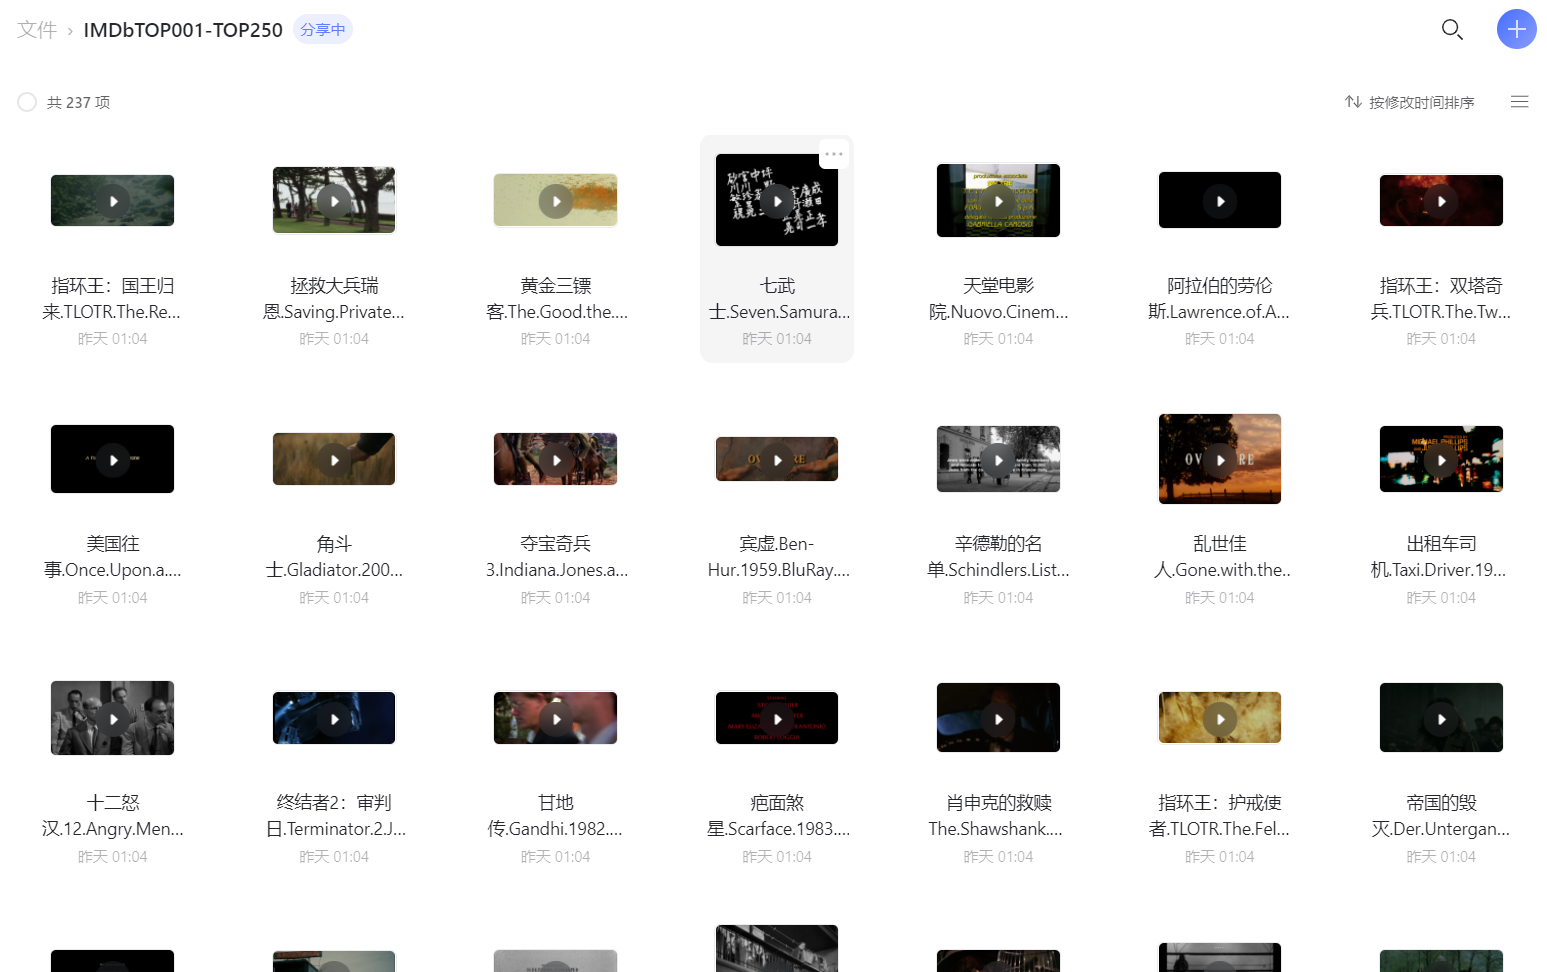 文件 › IMDbTOP001-TOP250 分享中
共 237 项
按修改时间排序
指环王：国王归
来.TLOTR.The.Re...
昨天 01:04
拯救大兵瑞
恩.Saving.Private...
昨天 01:04
黄金三镖
客.The.Good.the....
昨天 01:04
七武
士.Seven.Samura...
昨天 01:04
天堂电影
院.Nuovo.Cinem...
昨天 01:04
阿拉伯的劳伦
斯.Lawrence.of.A...
昨天 01:04
指环王：双塔奇
兵.TLOTR.The.Tw...
昨天 01:04
美国往
事.Once.Upon.a....
昨天 01:04
角斗
士.Gladiator.200...
昨天 01:04
夺宝奇兵
3.Indiana.Jones.a...
昨天 01:04
宾虚.Ben-
Hur.1959.BluRay....
昨天 01:04
辛德勒的名
单.Schindlers.List...
昨天 01:04
乱世佳
人.Gone.with.the..
昨天 01:04
出租车司
机.Taxi.Driver.19...
昨天 01:04
十二怒
汉.12.Angry.Men...
昨天 01:04
终结者2：审判
日.Terminator.2.J...
昨天 01:04
甘地
传.Gandhi.1982....
昨天 01:04
疤面煞
星.Scarface.1983....
昨天 01:04
肖申克的救赎
The.Shawshank....
昨天 01:04
指环王：护戒使
者.TLOTR.The.Fel...
昨天 01:04
帝国的毁
灭.Der.Untergan...
昨天 01:04